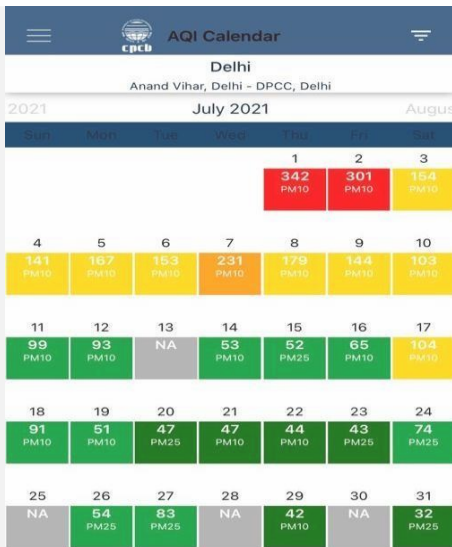 cpcb
AQI Calendar
Delhi
Anand Vihar, Delhi - DPCC, Delhi
2021 July 2021 Augus
Sun Mon Tue Wed Thu Fri Sat
1 2 3
342 301 154
PM10 PM10 PM10
4 5 6 7 8 9 10
141 167 153 231 179 144 103
PM10 PM10 PM10 PM10 PM10 PM10 PM10
11 12 13 14 15 16 17
99 93 NA 53 52 65 104
PM10 PM10 PM10 PM25 PM10 PM10
18 19 20 21 22 23 24
91 51 47 47 44 43 74
PM10 PM10 PM25 PM10 PM10 PM25 PM25
25 26 27 28 29 30 31
NA 54 83 NA 42 NA 32
PM25 PM25 PM10 PM25